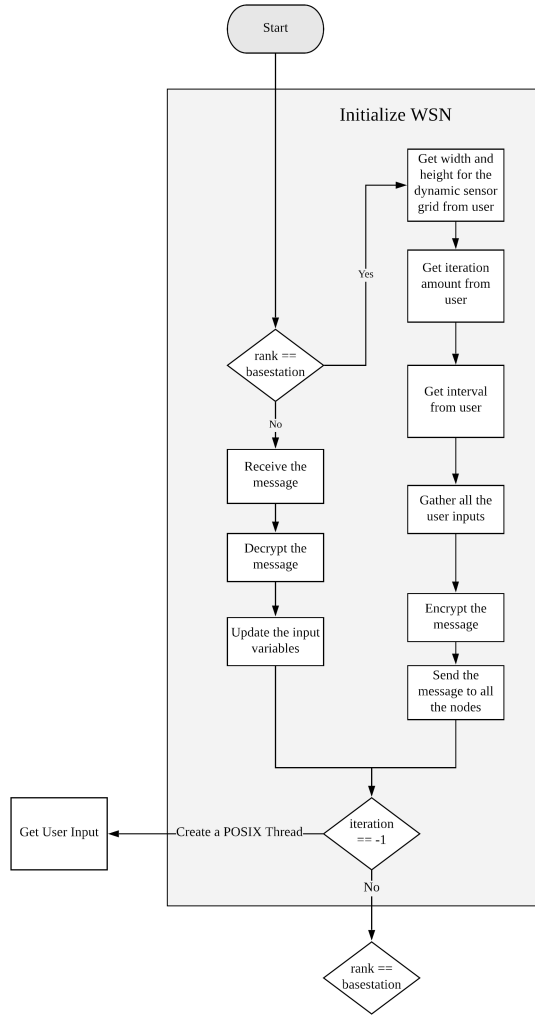 Start
Initialize WSN
Get width and
height for the
dynamic sensor
grid from user
Yes
Get iteration
amount from
user
rank ==
basestation
Get interval
from user
No
Receive the
message
Gather all the
user inputs
Decrypt the
message
Encrypt the
message
Update the input
variables
Send the
message to all
the nodes
Get User Input
Create a POSIX Thread
iteration
== -1
No
rank ==
basestation